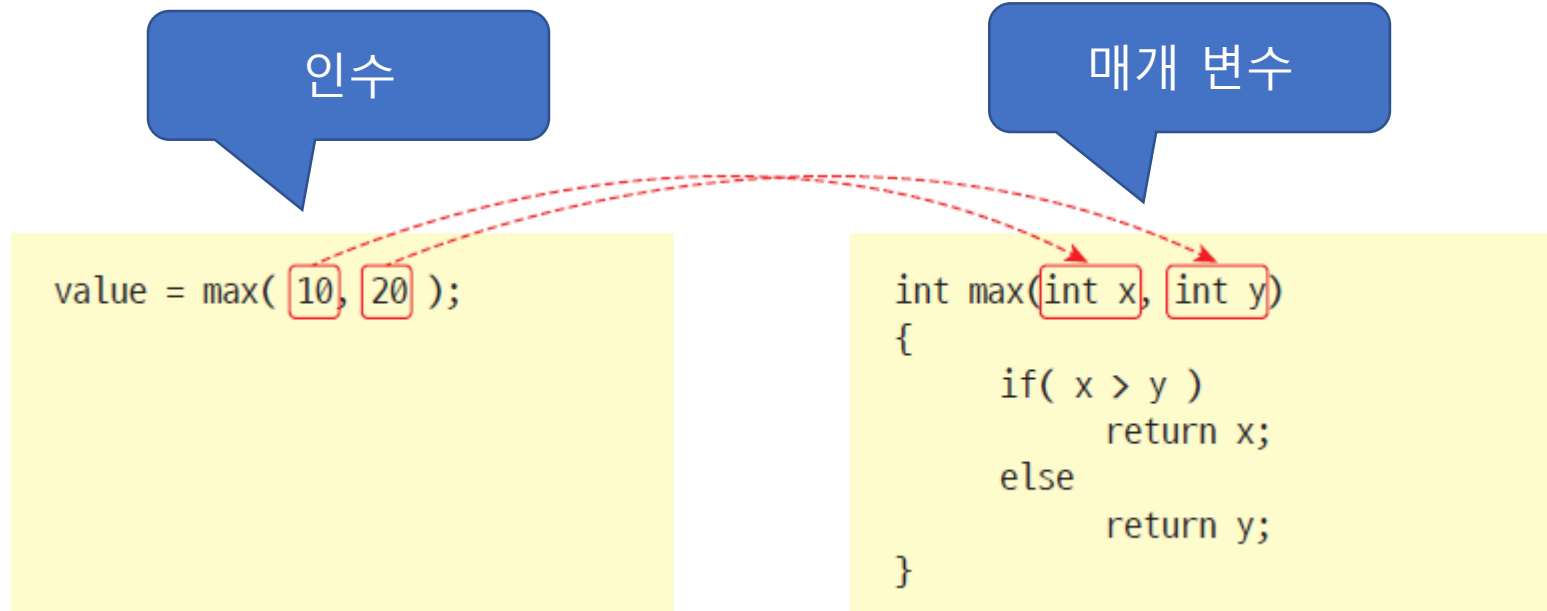 인수
매개 변수
value = max( 10, 20 );
int max(int x, int y)
{
if( x > y )
return x;
else
return y;
}